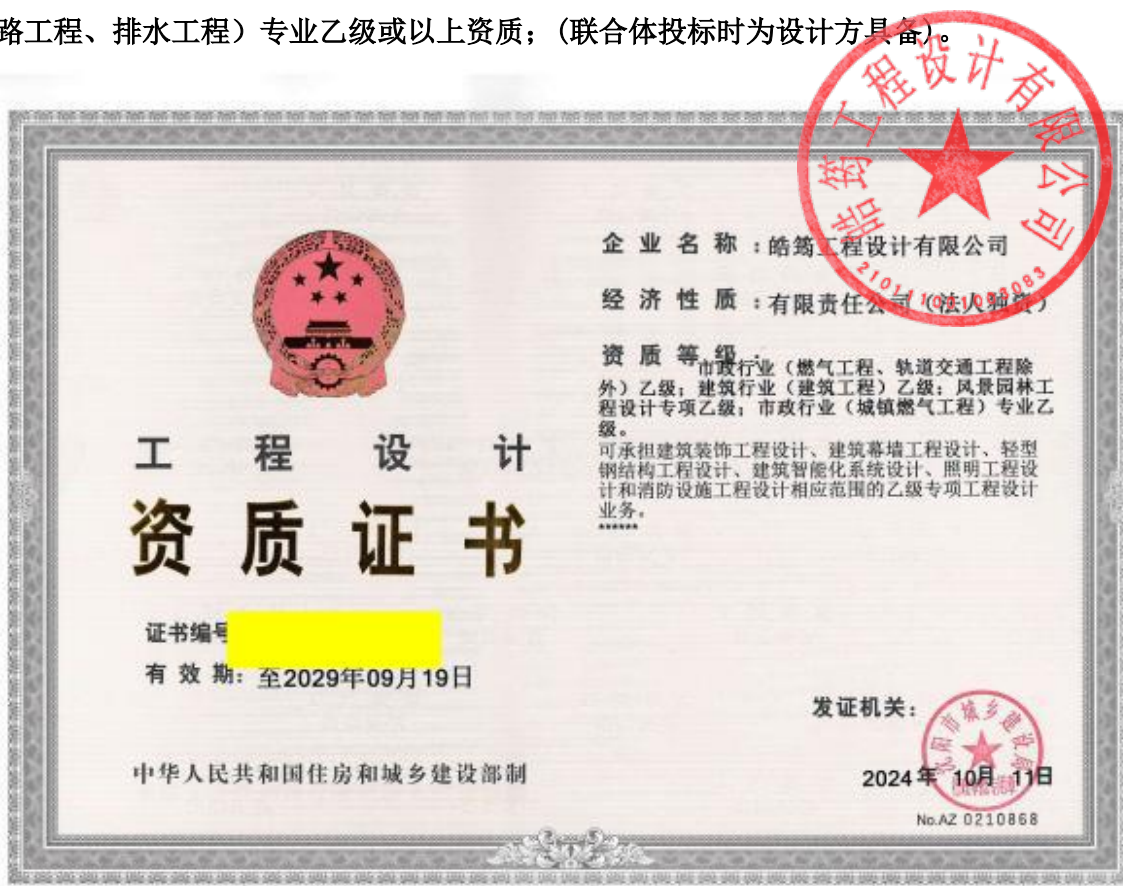 路工程、排水工程）专业乙级或以上资质；(联合体投标时为设计方具备)。
皓筠工程设计有限公司
企业名称：皓筠工程设计有限公司
经济性质：有限责任公司（法人独资）
资质等级：
市政行业（燃气工程、轨道交通工程除
外）乙级；建筑行业（建筑工程）乙级；风景园林工
程设计专项乙级；市政行业（城镇燃气工程）专业乙
级。
可承担建筑装饰工程设计、建筑幕墙工程设计、轻型
钢结构工程设计、建筑智能化系统设计、照明工程设
计和消防设施工程设计相应范围的乙级专项工程设计
业务。
******
工程设计
资质证书
证书编号
有效期：至2029年09月19日
中华人民共和国住房和城乡建设部制
发证机关：
沈阳市城乡建设局
2024年 10月 11日
No.AZ 0210868